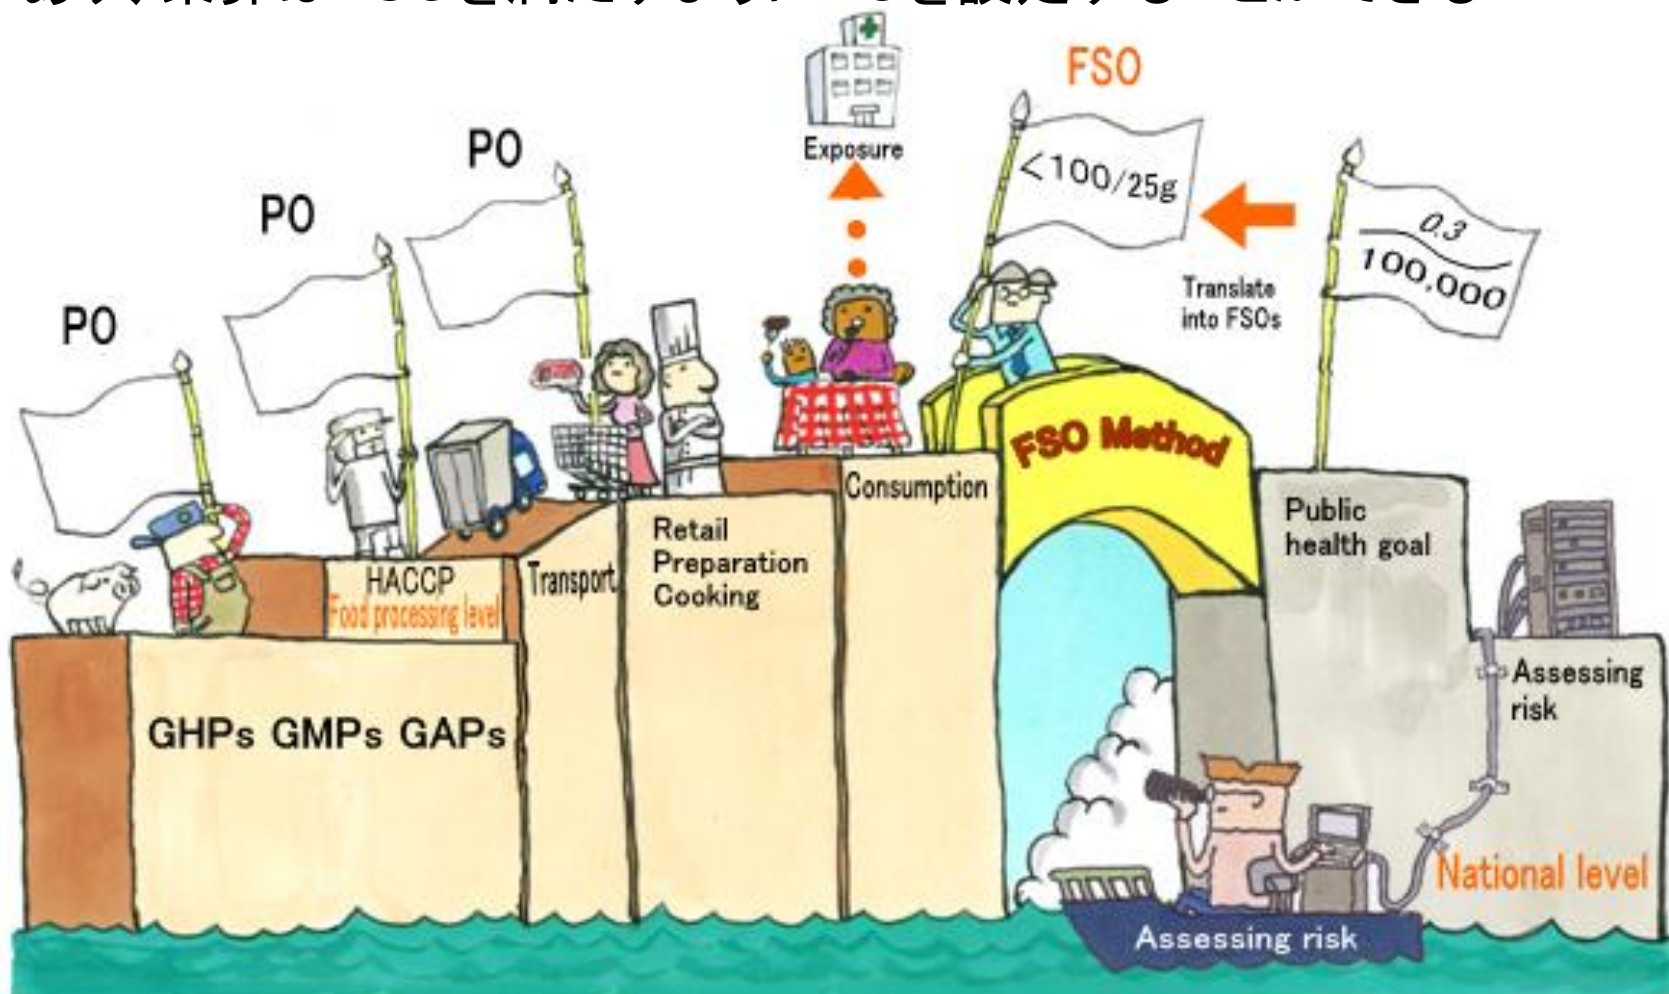 FSO
PO
Exposure
<100/25g
PO
0.3
100,000
Translate
into FSOs
PO
FSO Method
Consumption
Public
health goal
Retail
Preparation
Cooking
HACCP
Food processing level
Transport
Assessing
risk
GHPs GMPs GAPs
National level
Assessing risk